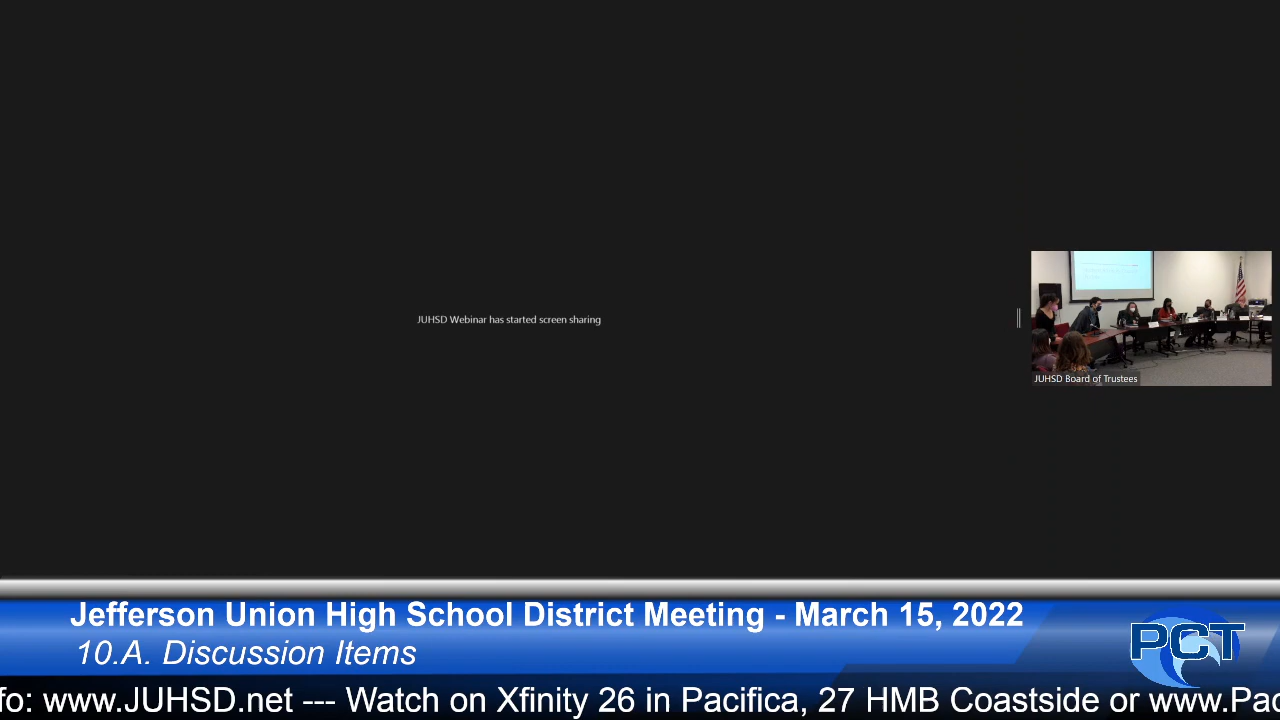 JUHSD Webinar has started screen sharing
JUHSD Board of Trustees
Jefferson Union High School District Meeting - March 15, 2022
10.A. Discussion Items
PCT
fo: www.JUHSD.net --- Watch on Xfinity 26 in Pacifica, 27 HMB Coastside or www.Pac